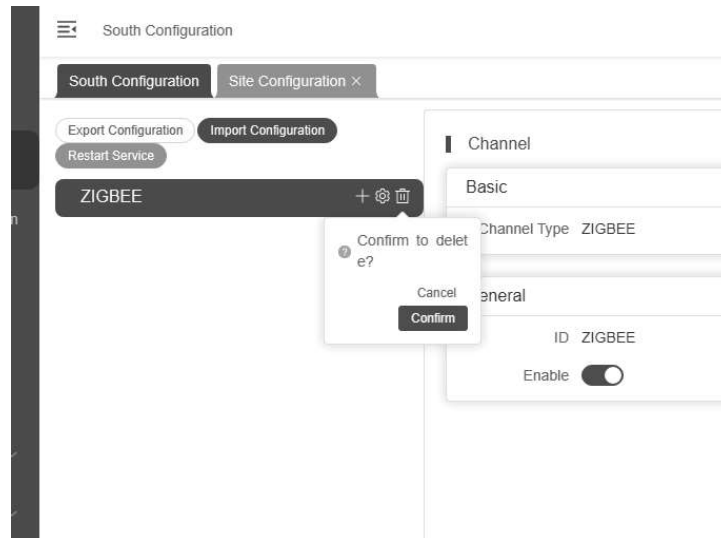 South Configuration
South Configuration
Site Configuration ×
Export Configuration
Import Configuration
Restart Service
ZIGBEE
Confirm to delet
e?
Cancel
Confirm
Channel
Basic
Channel Type ZIGBEE
eneral
ID ZIGBEE
Enable
n